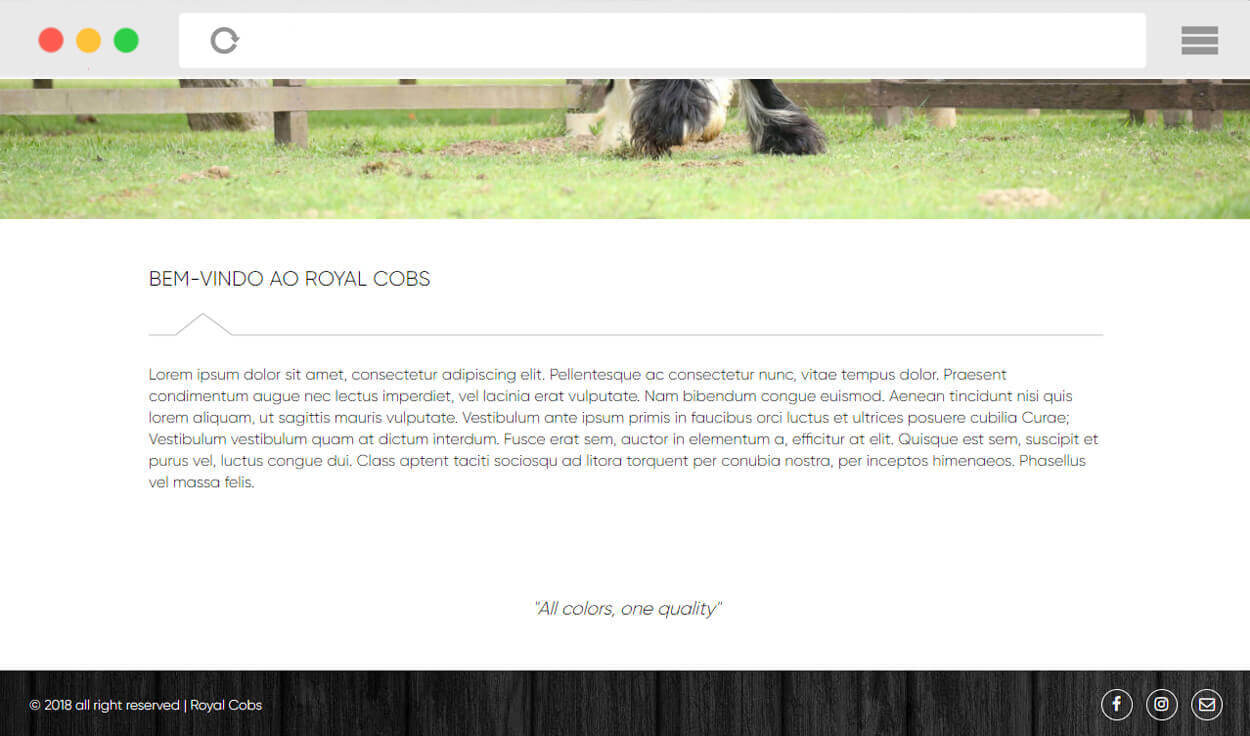 BEM-VINDO AO ROYAL COBS
Lorem ipsum dolor sit amet, consectetur adipiscing elit. Pellentesque ac consectetur nunc, vitae tempus dolor. Praesent
condimentum augue nec lectus imperdiet, vel lacinia erat vulputate. Nam bibendum congue euismod. Aenean tincidunt nisi quis
lorem aliquam, ut sagittis mauris vulputate. Vestibulum ante ipsum primis in faucibus orci luctus et ultrices posuere cubilia Curae;
Vestibulum vestibulum quam at dictum interdum. Fusce erat sem, auctor in elementum a, efficitur at elit. Quisque est sem, suscipit et
purus vel, luctus congue dui. Class aptent taciti sociosqu ad litora torquent per conubia nostra, per inceptos himenaeos. Phasellus
vel massa felis.
"All colors, one quality"
© 2018 all right reserved | Royal Cobs